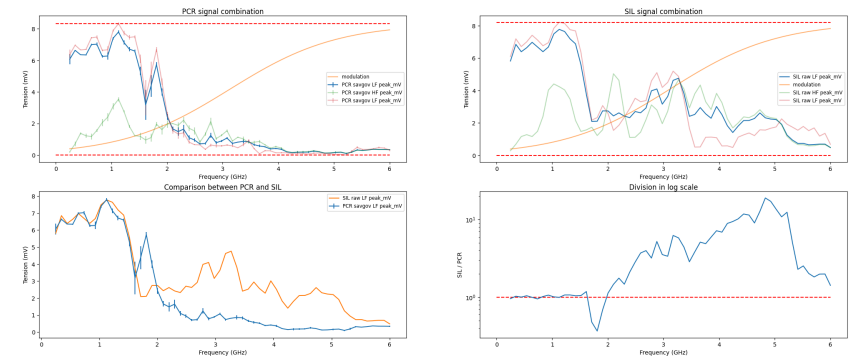 PCR signal combination
8
6
4
2
0
Tension (mV)
modulation
PCR savgov LF peak_mV
PCR savgov HF peak_mV
PCR savgov LF peak_mV
0 1 2 3 4 5 6
Frequency (GHz)
SIL signal combination
8
6
4
2
0
Tension (mV)
SIL raw LF peak_mV
modulation
SIL raw HF peak_mV
SIL raw LF peak_mV
0 1 2 3 4 5 6
Frequency (GHz)
Comparison between PCR and SIL
8
7
6
5
4
3
2
1
0
Tension (mV)
SIL raw LF peak_mV
PCR savgov LF peak_mV
0 1 2 3 4 5 6
Frequency (GHz)
Division in log scale
10¹
10⁰
SIL / PCR
0 1 2 3 4 5 6
Frequency (GHz)